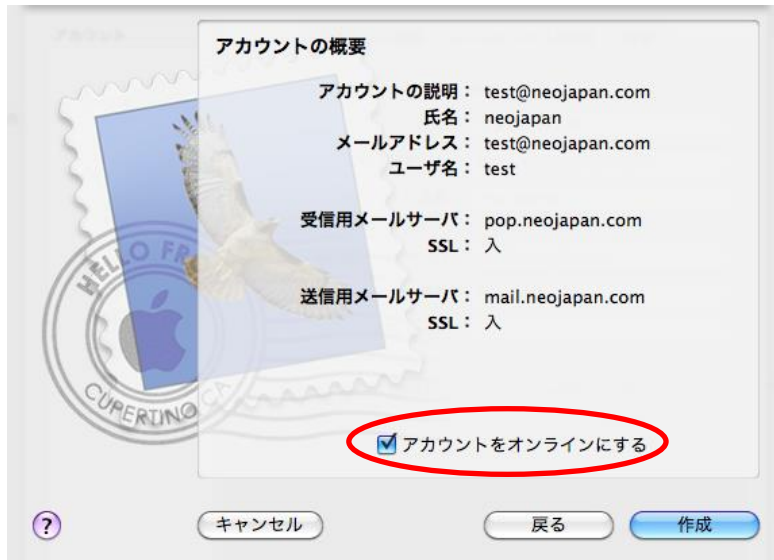 アカウントの概要
アカウントの説明： test@neojapan.com
氏名： neojapan
メールアドレス： test@neojapan.com
ユーザ名： test
受信用メールサーバ： pop.neojapan.com
SSL： 入
送信用メールサーバ： mail.neojapan.com
SSL： 入
HELLO FR
CUPERTINO CA
アカウントをオンラインにする
?
キャンセル
戻る
作成